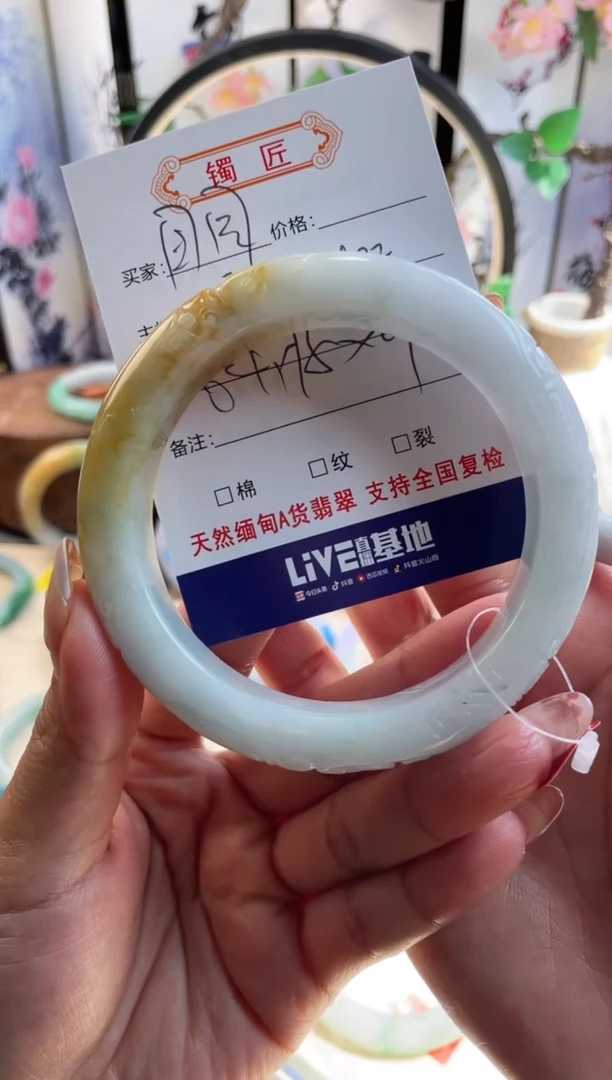 镯匠
买家:
价格:
备注:
□棉 □纹 □裂
天然缅甸A货翡翠 支持全国复检
LiVE直播基地
今日头条 抖音 西瓜视频 抖音火山版